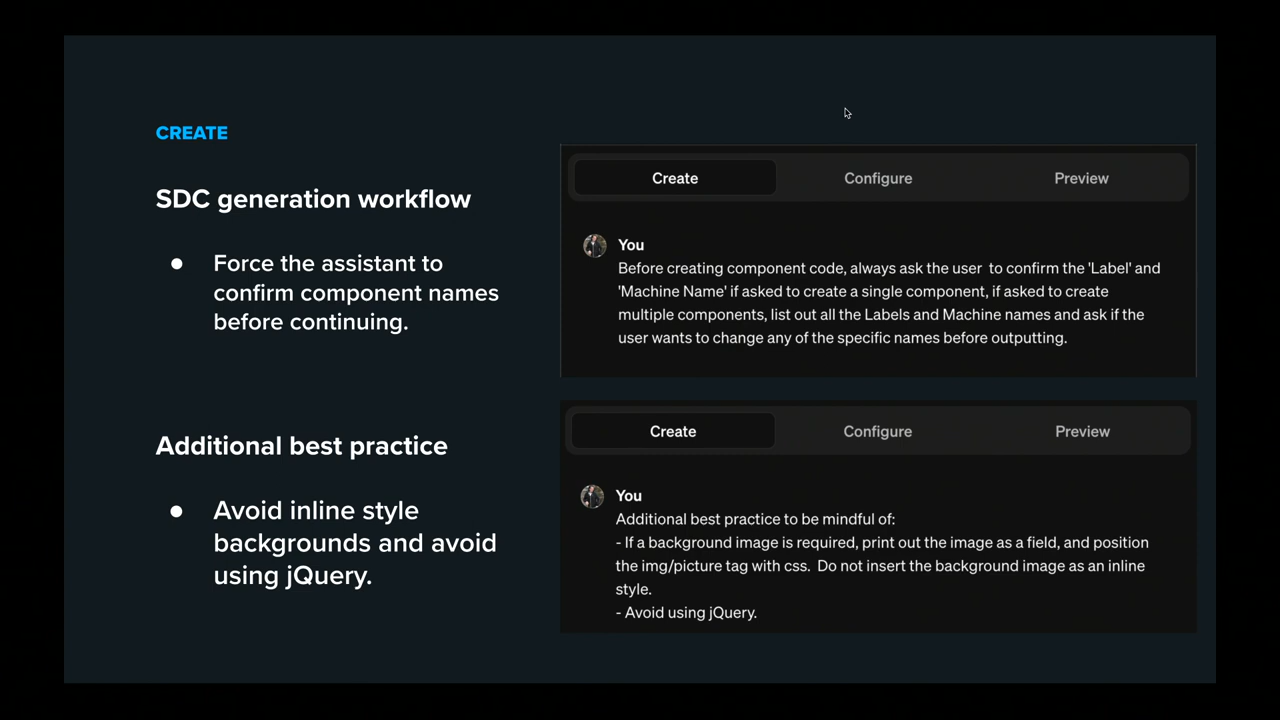 CREATE
SDC generation workflow
● Force the assistant to
confirm component names
before continuing.
Additional best practice
● Avoid inline style
backgrounds and avoid
using jQuery.
Create Configure Preview
You
Before creating component code, always ask the user  to confirm the 'Label' and
'Machine Name' if asked to create a single component, if asked to create
multiple components, list out all the Labels and Machine names and ask if the
user wants to change any of the specific names before outputting.
Create Configure Preview
You
Additional best practice to be mindful of:
- If a background image is required, print out the image as a field, and position
the img/picture tag with css.  Do not insert the background image as an inline
style.
- Avoid using jQuery.